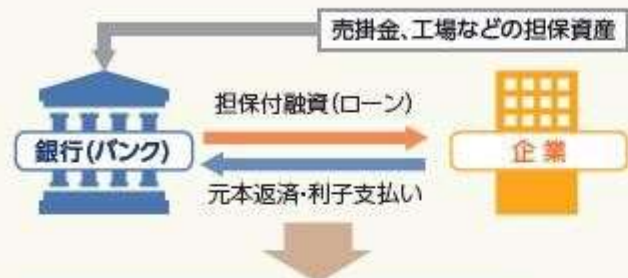 売掛金、工場などの担保資産
担保付融資(ローン)
銀行(バンク)
企業
元本返済・利子支払い